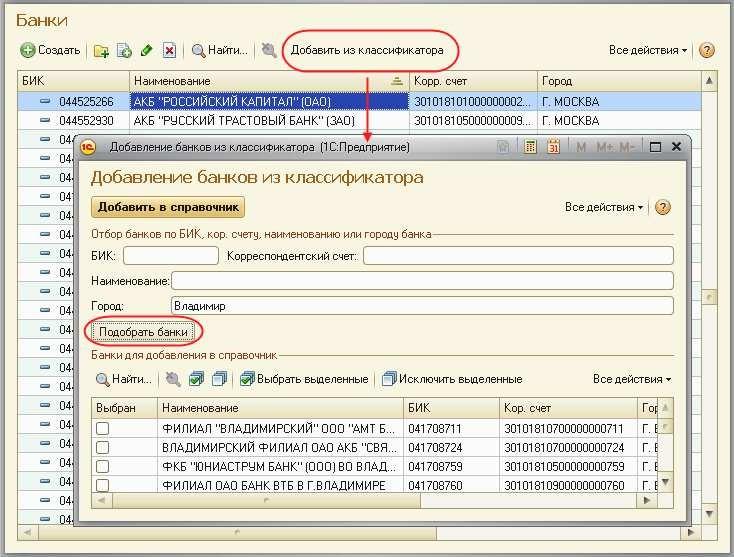 Банки
Создать Найти... Добавить из классификатора Все действия
БИК Наименование Корр. счет Город
044525266 АКБ "РОССИЙСКИЙ КАПИТАЛ" (ОАО) 301018101000000002... Г. МОСКВА
044552930 АКБ "РУССКИЙ ТРАСТОВЫЙ БАНК" (ЗАО) 301018105000000009... Г. МОСКВА
Добавление банков из классификатора (1С:Предприятие) M M+ M-
Добавление банков из классификатора
Добавить в справочник Все действия
Отбор банков по БИК, кор. счету, наименованию или городу банка
БИК: Корреспондентский счет:
Наименование:
Город: Владимир
Подобрать банки
Банки для добавления в справочник
Найти... Выбрать выделенные Исключить выделенные Все действия
Выбран Наименование БИК Кор. счет Гор
ФИЛИАЛ "ВЛАДИМИРСКИЙ" ООО "АМТ Б... 041708711 30101810700000000711 Г. В
ВЛАДИМИРСКИЙ ФИЛИАЛ ОАО АКБ "СВЯ... 041708724 30101810700000000724 Г. В
ФКБ "ЮНИАСТРУМ БАНК" (ООО) ВО ВЛАД... 041708759 30101810500000000759 Г. В
ФИЛИАЛ ОАО БАНК ВТБ В Г.ВЛАДИМИРЕ 041708760 30101810900000000760 Г. В